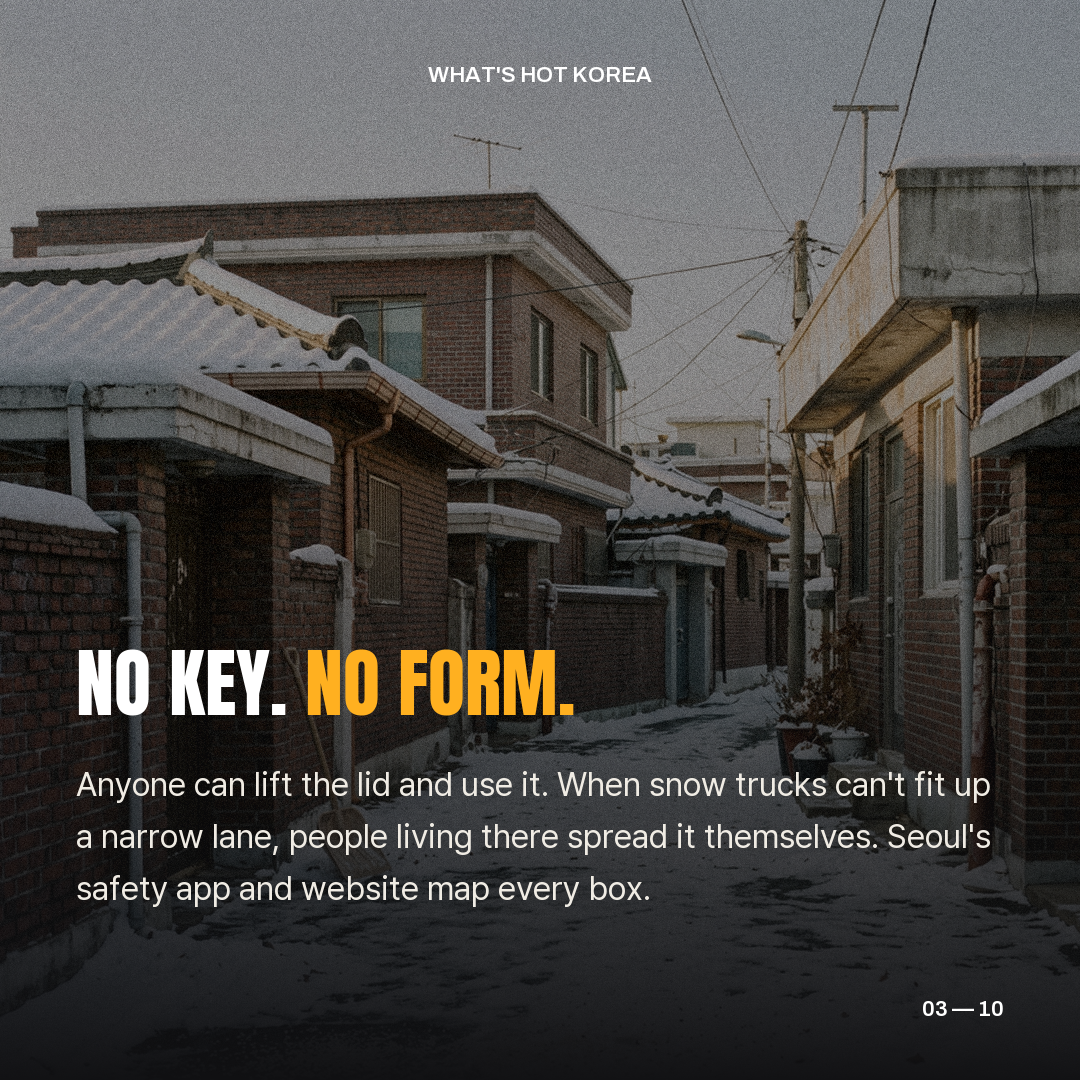 WHAT'S HOT KOREA
NO KEY. NO FORM.
Anyone can lift the lid and use it. When snow trucks can't fit up
a narrow lane, people living there spread it themselves. Seoul's
safety app and website map every box.
03 — 10